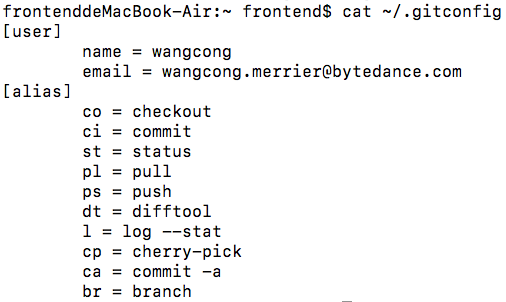 frontenddeMacBook-Air:~ frontend$ cat ~/.gitconfig
[user]
name = wangcong
email = wangcong.merrier@bytedance.com
[alias]
co = checkout
ci = commit
st = status
pl = pull
ps = push
dt = difftool
l = log --stat
cp = cherry-pick
ca = commit -a
br = branch